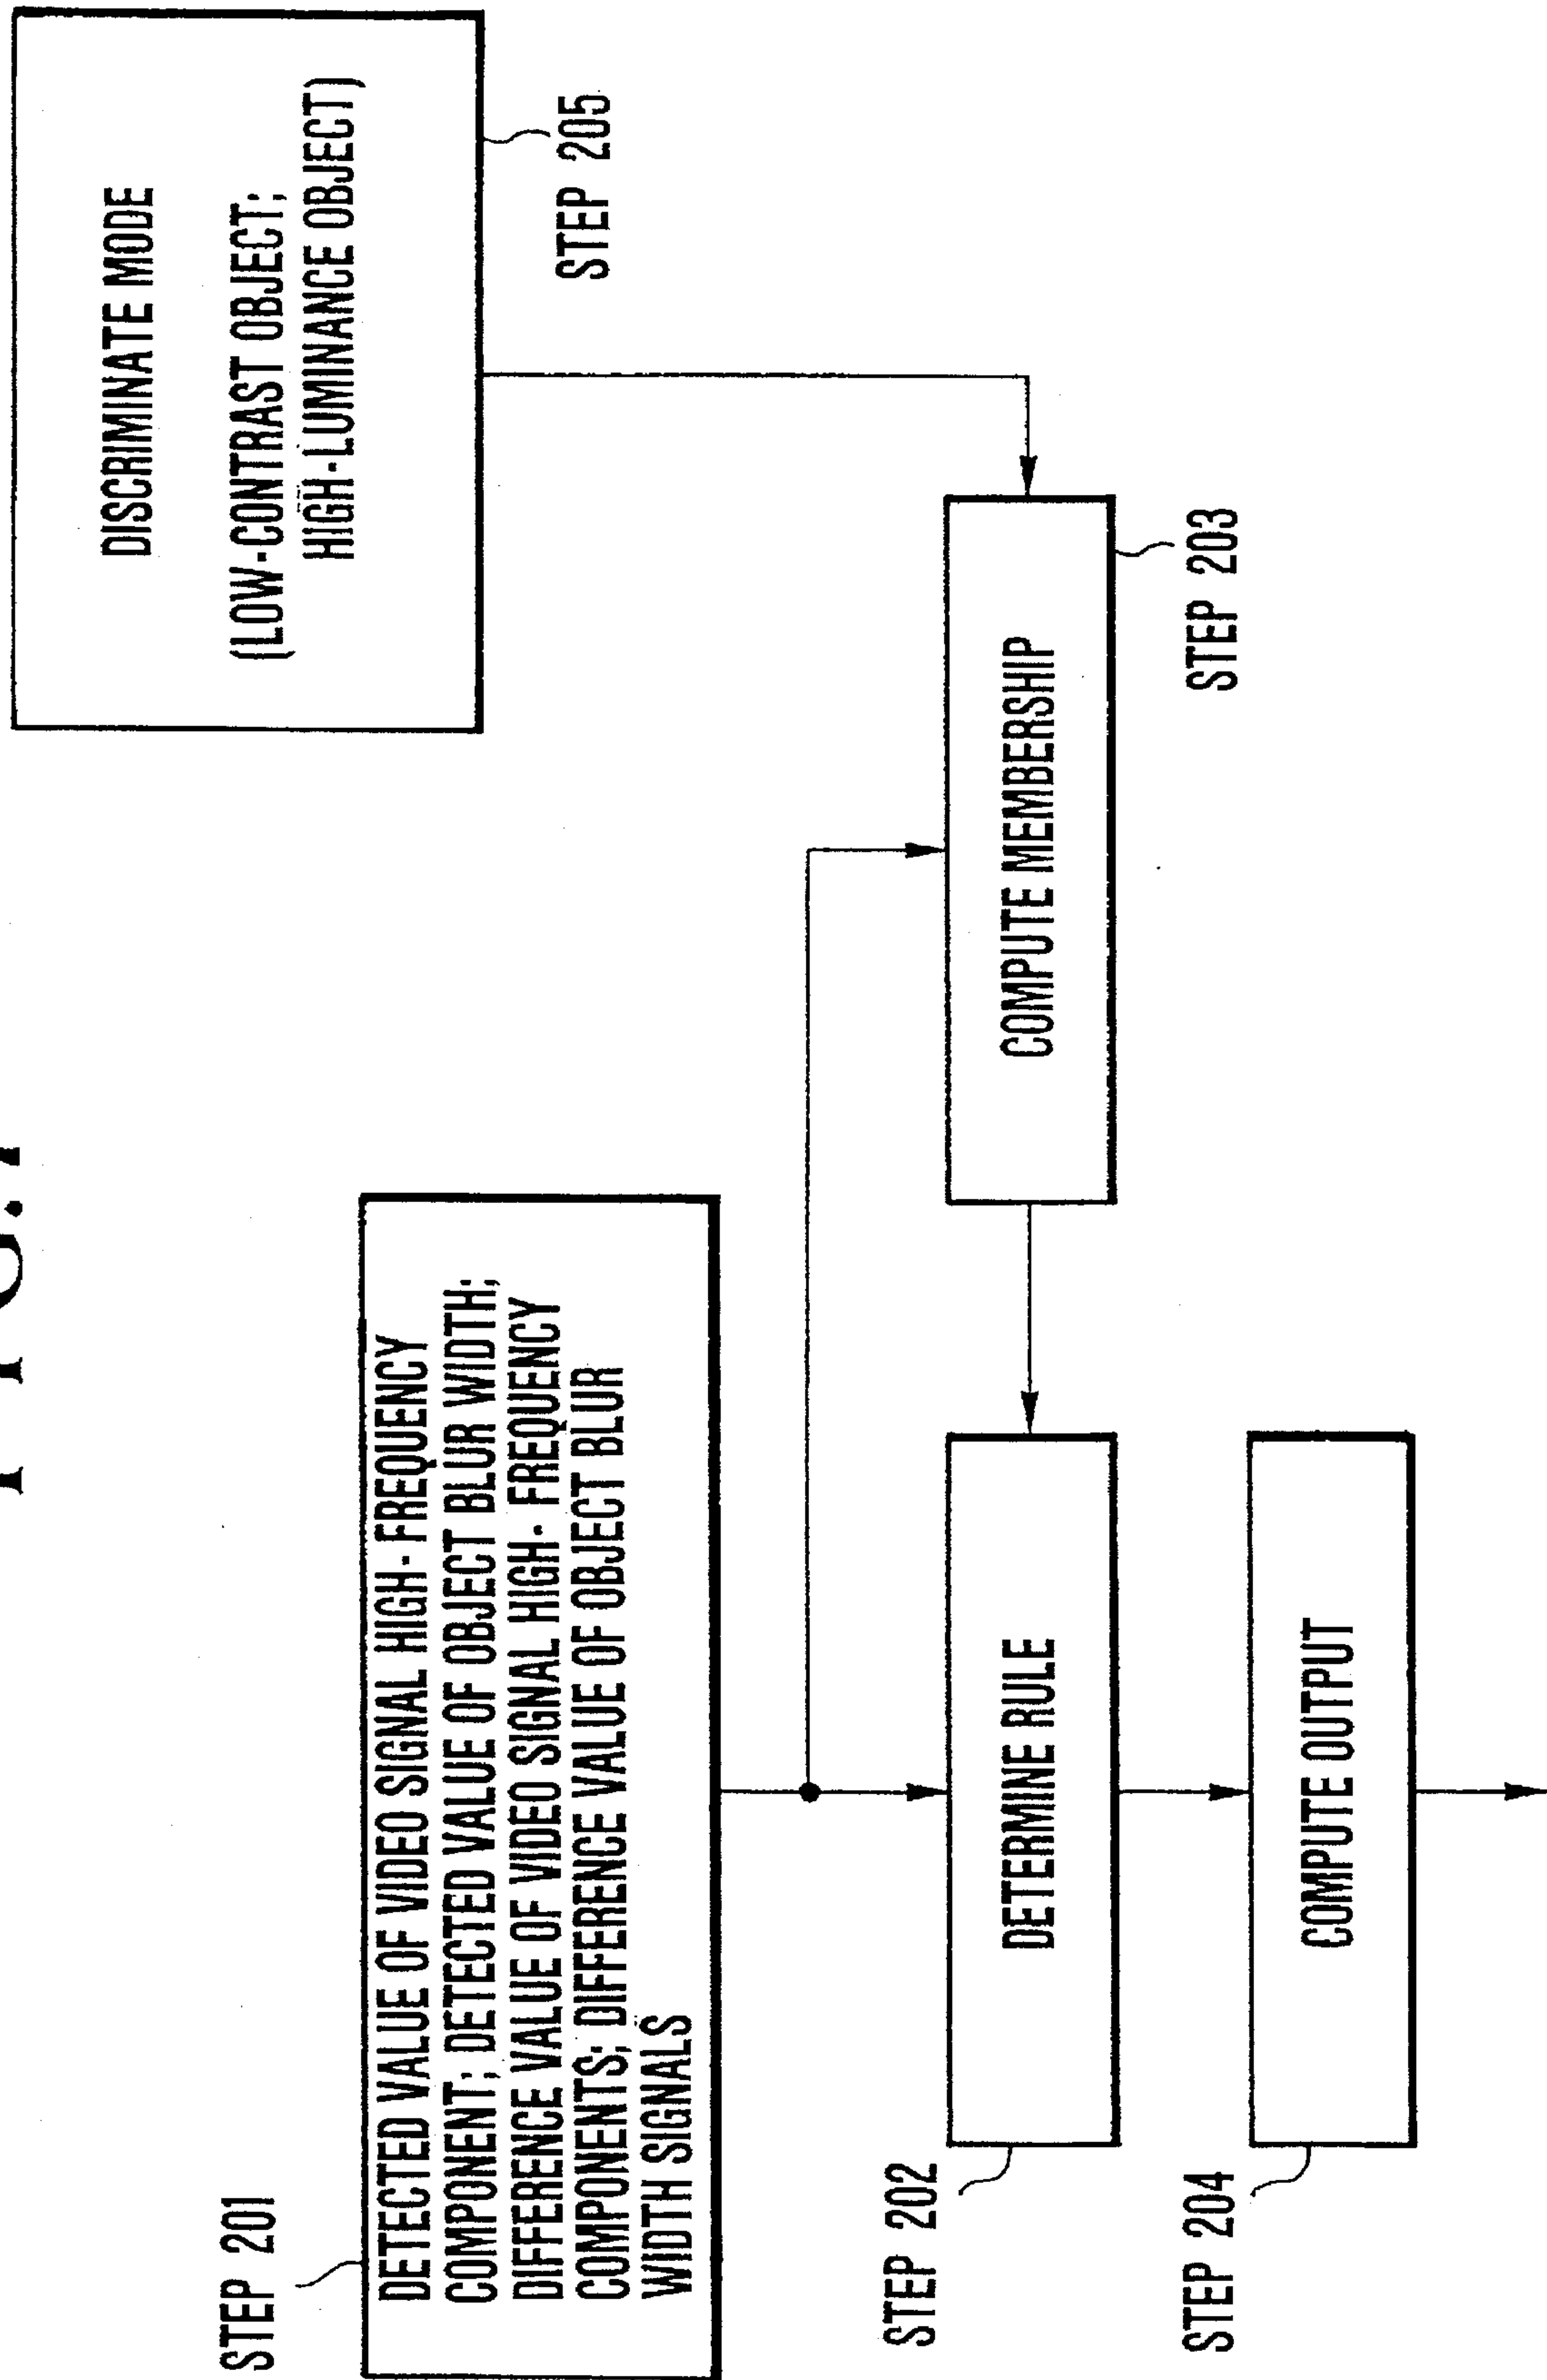 STEP 201
DETECTED VALUE OF VIDEO SIGNAL HIGH-FREQUENCY
COMPONENT; DETECTED VALUE OF OBJECT BLUR WIDTH;
DIFFERENCE VALUE OF VIDEO SIGNAL HIGH-FREQUENCY
COMPONENTS; DIFFERENCE VALUE OF OBJECT BLUR
WIDTH SIGNALS
DISCRIMINATE MODE
(LOW-CONTRAST OBJECT;
HIGH-LUMINANCE OBJECT)
STEP 205
STEP 202
DETERMINE RULE
COMPUTE MEMBERSHIP
STEP 203
STEP 204
COMPUTE OUTPUT